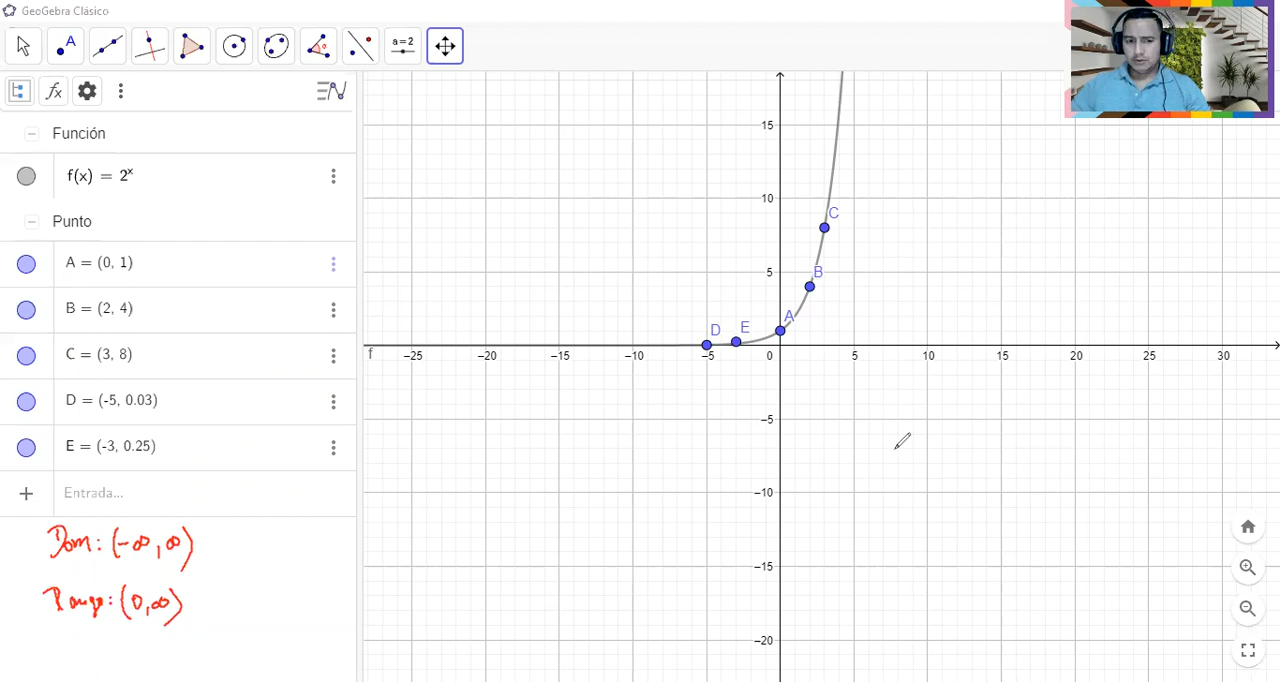 GeoGebra Clásico
A
α
a=2
fx
Función
f(x) = 2ˣ
Punto
A = (0, 1)
B = (2, 4)
C = (3, 8)
D = (-5, 0.03)
E = (-3, 0.25)
Entrada...
Dom: (-∞, ∞)
Rango: (0, ∞)
15
10
C
5
B
A
D E
f
−25 −20 −15 −10 −5 0 5 10 15 20 25 30
−5
−10
−15
−20